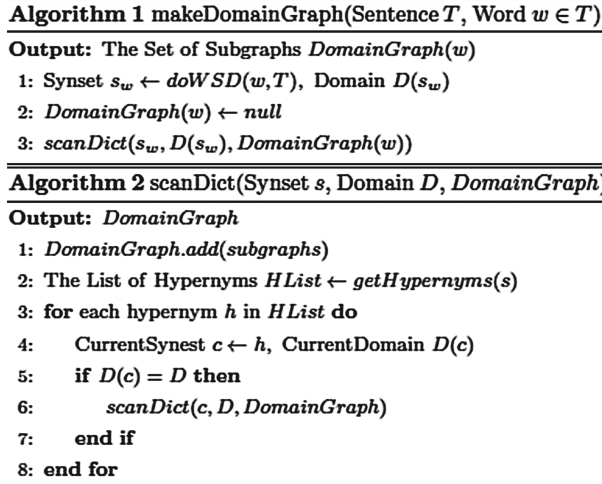 Algorithm 1 makeDomainGraph(Sentence T, Word w ∈ T)
Output: The Set of Subgraphs DomainGraph(w)
1: Synset s_w ← doWSD(w,T), Domain D(s_w)
2: DomainGraph(w) ← null
3: scanDict(s_w, D(s_w), DomainGraph(w))
Algorithm 2 scanDict(Synset s, Domain D, DomainGraph)
Output: DomainGraph
1: DomainGraph.add(subgraphs)
2: The List of Hypernyms HList ← getHypernyms(s)
3: for each hypernym h in HList do
4: CurrentSynest c ← h, CurrentDomain D(c)
5: if D(c) = D then
6: scanDict(c, D, DomainGraph)
7: end if
8: end for